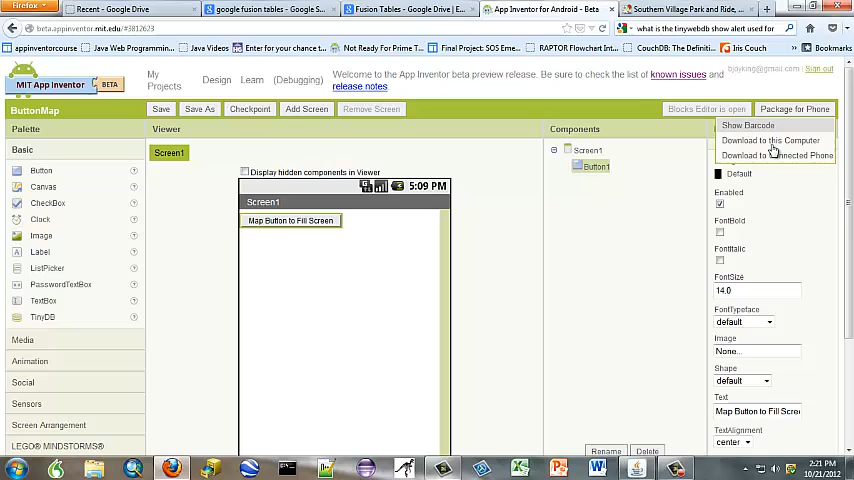 Firefox
Recent - Google Drive
google fusion tables - Google S...
Fusion Tables - Google Drive | E...
App Inventor for Android - Beta
Southern Village Park and Ride, ...
beta.appinventor.mit.edu/#3812623
what is the tinywebdb show alert used
appinventorcourse
Java Web Programmin...
Java Videos
Enter for your chance t...
Not Ready For Prime T...
Final Project: SOS Eme...
RAPTOR Flowchart Int...
CouchDB: The Definiti...
Iris Couch
Bookmarks
MIT App Inventor
BETA
My Projects
Design
Learn
(Debugging)
Welcome to the App Inventor beta preview release. Be sure to check the list of known issues and release notes.
Sign out
ButtonMap
Save
Save As
Checkpoint
Add Screen
Remove Screen
Blocks Editor is open
Package for Phone
Show Barcode
Download to this Computer
Download to Connected Phone
Palette
Viewer
Components
Basic
Button
Canvas
CheckBox
Clock
Image
Label
ListPicker
PasswordTextBox
TextBox
TinyDB
Media
Animation
Social
Sensors
Screen Arrangement
LEGO® MINDSTORMS®
Screen1
Display hidden components in Viewer
5:09 PM
Screen1
Map Button to Fill Screen
Screen1
Button1
Rename
Delete
Default
Enabled
FontBold
FontItalic
FontSize
14.0
FontTypeface
default
Image
None...
Shape
default
Text
Map Button to Fill Scree
TextAlignment
center
2:21 PM
10/21/2012